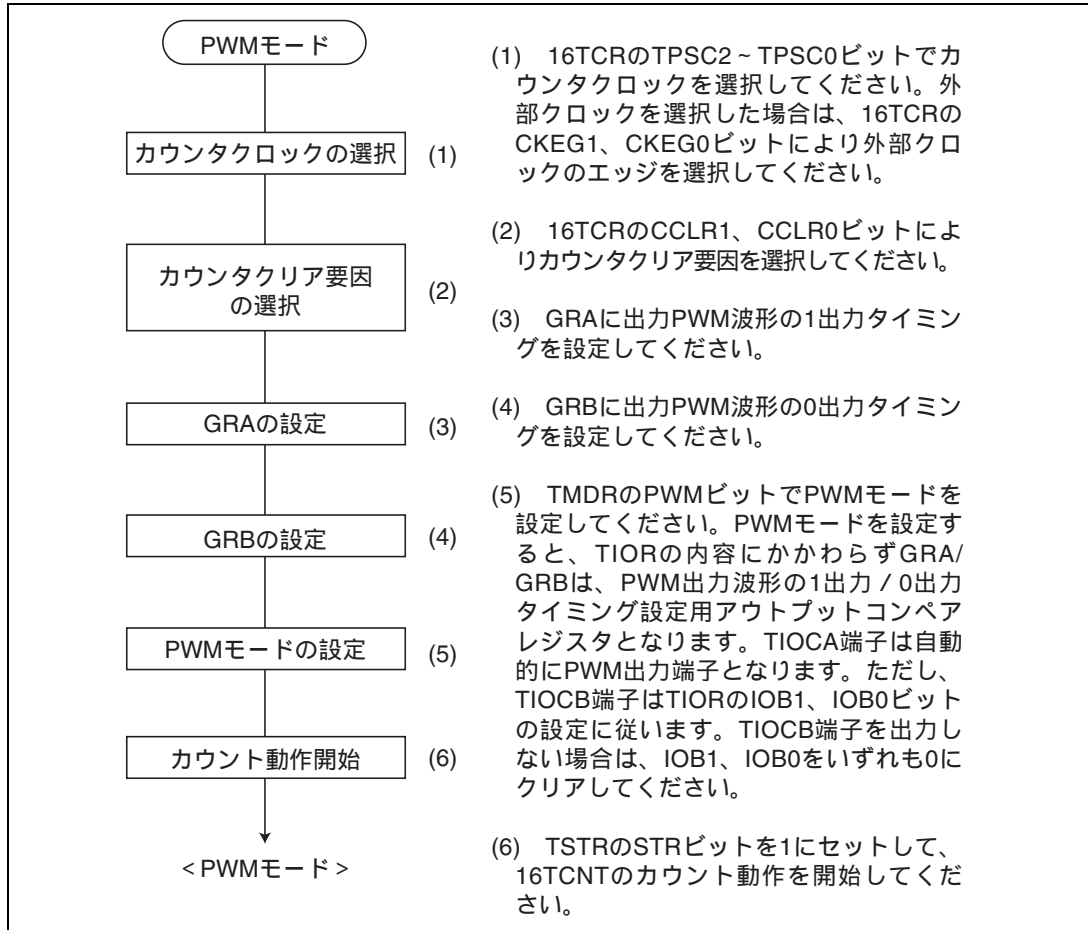 PWMモード
カウンタクロックの選択 (1)
カウンタクリア要因
の選択 (2)
GRAの設定 (3)
GRBの設定 (4)
PWMモードの設定 (5)
カウント動作開始 (6)
<PWMモード>
(1) 16TCRのTPSC2~TPSC0ビットでカ
ウンタクロックを選択してください。外
部クロックを選択した場合は、16TCRの
CKEG1、CKEG0ビットにより外部クロ
ックのエッジを選択してください。
(2) 16TCRのCCLR1、CCLR0ビットによ
りカウンタクリア要因を選択してください。
(3) GRAに出力PWM波形の1出力タイミン
グを設定してください。
(4) GRBに出力PWM波形の0出力タイミン
グを設定してください。
(5) TMDRのPWMビットでPWMモードを
設定してください。PWMモードを設定す
ると、TIORの内容にかかわらずGRA/
GRBは、PWM出力波形の1出力/0出力
タイミング設定用アウトプットコンペア
レジスタとなります。TIOCA端子は自動
的にPWM出力端子となります。ただし、
TIOCB端子はTIORのIOB1、IOB0ビット
の設定に従います。TIOCB端子を出力し
ない場合は、IOB1、IOB0をいずれも0に
クリアしてください。
(6) TSTRのSTRビットを1にセットして、
16TCNTのカウント動作を開始してくだ
さい。